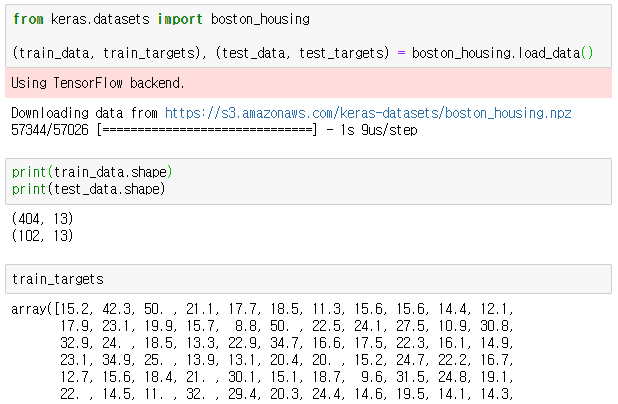 from keras.datasets import boston_housing
(train_data, train_targets), (test_data, test_targets) = boston_housing.load_data()
Using TensorFlow backend.
Downloading data from https://s3.amazonaws.com/keras-datasets/boston_housing.npz
57344/57026 [==============================] - 1s 9us/step
print(train_data.shape)
print(test_data.shape)
(404, 13)
(102, 13)
train_targets
array([15.2, 42.3, 50. , 21.1, 17.7, 18.5, 11.3, 15.6, 15.6, 14.4, 12.1,
17.9, 23.1, 19.9, 15.7,  8.8, 50. , 22.5, 24.1, 27.5, 10.9, 30.8,
32.9, 24. , 18.5, 13.3, 22.9, 34.7, 16.6, 17.5, 22.3, 16.1, 14.9,
23.1, 34.9, 25. , 13.9, 13.1, 20.4, 20. , 15.2, 24.7, 22.2, 16.7,
12.7, 15.6, 18.4, 21. , 30.1, 15.1, 18.7,  9.6, 31.5, 24.8, 19.1,
22. , 14.5, 11. , 32. , 29.4, 20.3, 24.4, 14.6, 19.5, 14.1, 14.3,